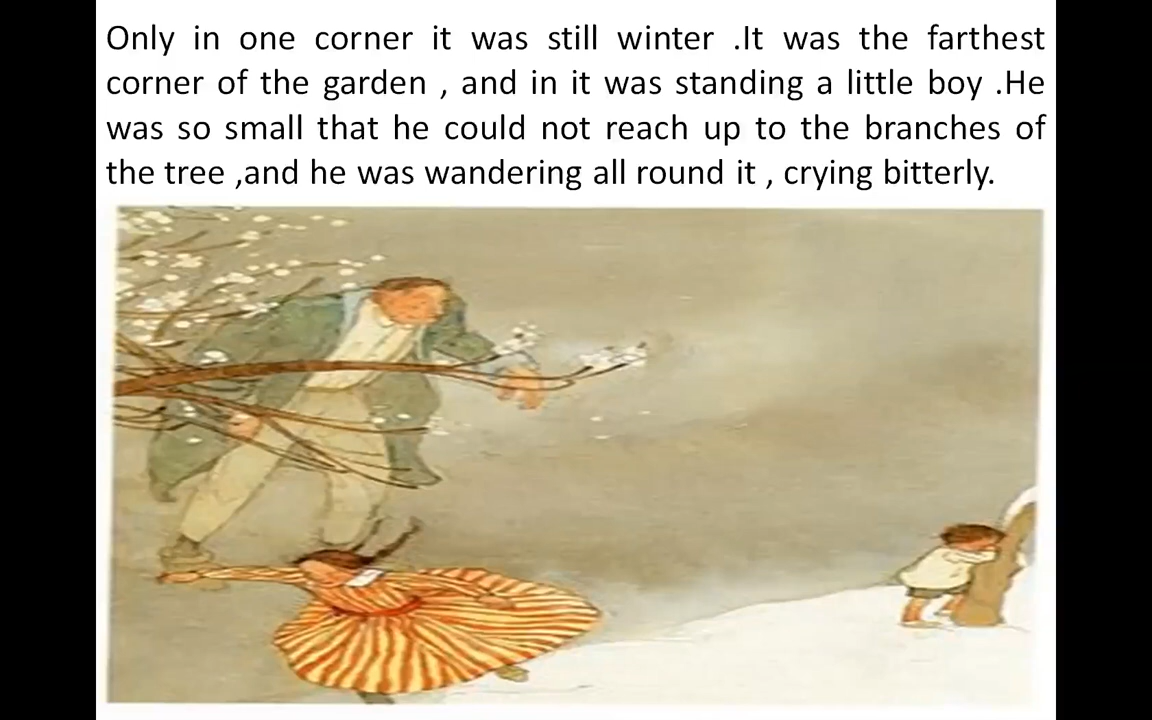 Only in one corner it was still winter .It was the farthest
corner of the garden , and in it was standing a little boy .He
was so small that he could not reach up to the branches of
the tree ,and he was wandering all round it , crying bitterly.